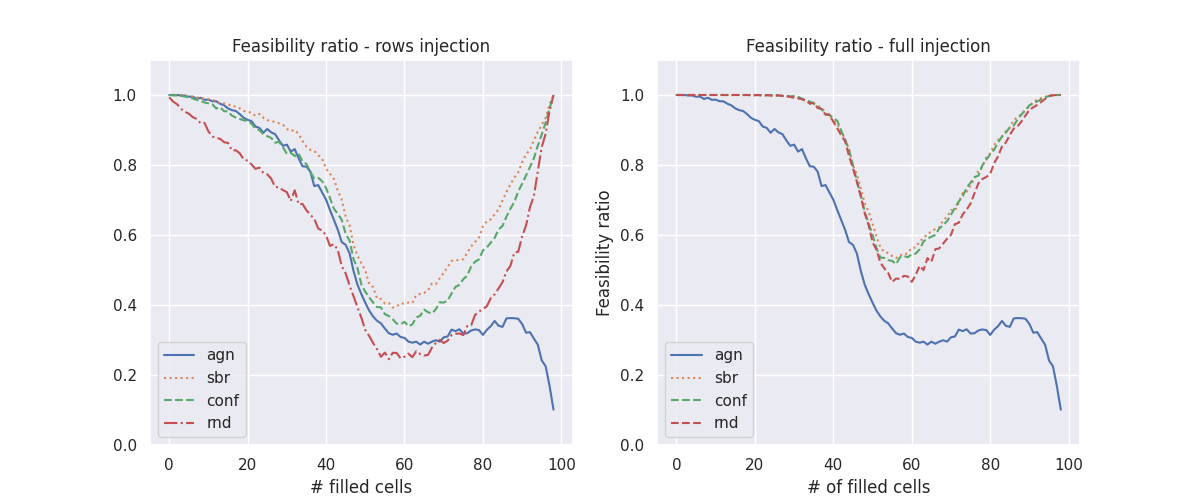 Feasibility ratio - rows injection
1.0
0.8
0.6
0.4
0.2
0.0
agn
sbr
conf
rnd
0 20 40 60 80 100
# filled cells
Feasibility ratio - full injection
Feasibility ratio
1.0
0.8
0.6
0.4
0.2
0.0
agn
sbr
conf
rnd
0 20 40 60 80 100
# of filled cells